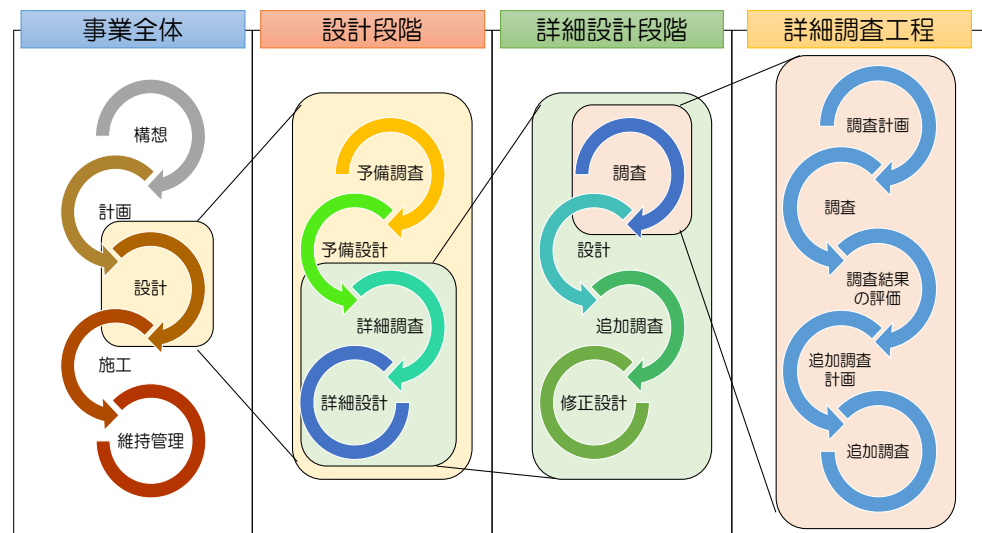 事業全体
構想
計画
設計
施工
維持管理
設計段階
予備調査
予備設計
詳細調査
詳細設計
詳細設計段階
調査
設計
追加調査
修正設計
詳細調査工程
調査計画
調査
調査結果
の評価
追加調査
計画
追加調査